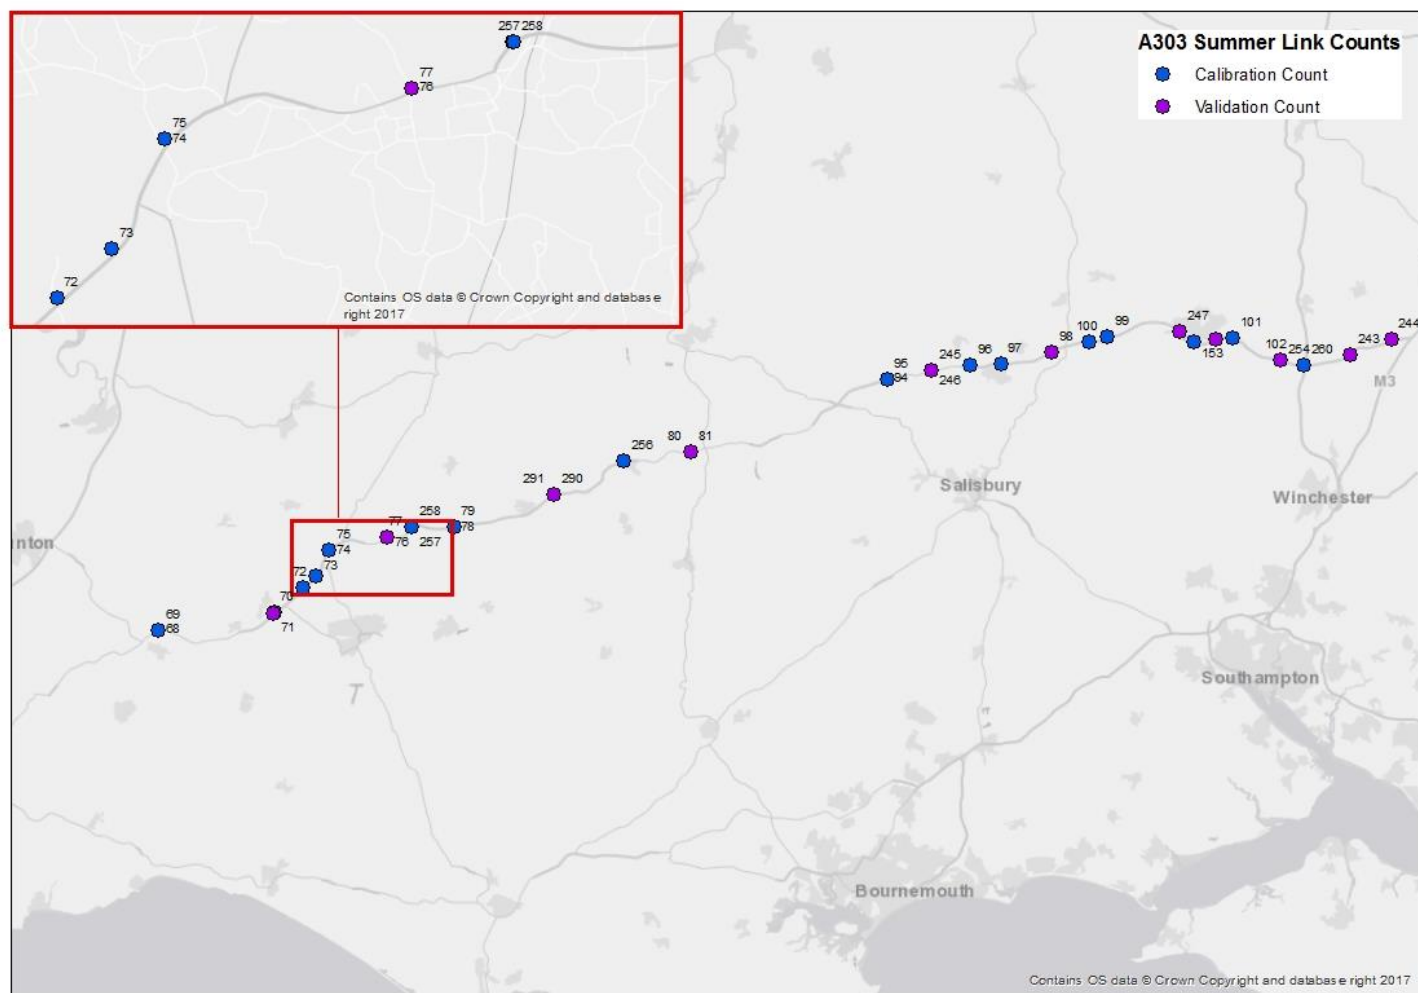 257 258
77
76
75
74
73
72
Contains OS data © Crown Copyright and database
right 2017
A303 Summer Link Counts
Calibration Count
Validation Count
247
101
244
100 99
243
98
153
102 254 260
95
94
245
246
96
97
M3
80 81
256
291 290
Salisbury
Winchester
258
257
79
78
77
76
75
74
73
72
70
71
69
68
unton
T
Southampton
Bournemouth
Contains OS data © Crown Copyright and database right 2017